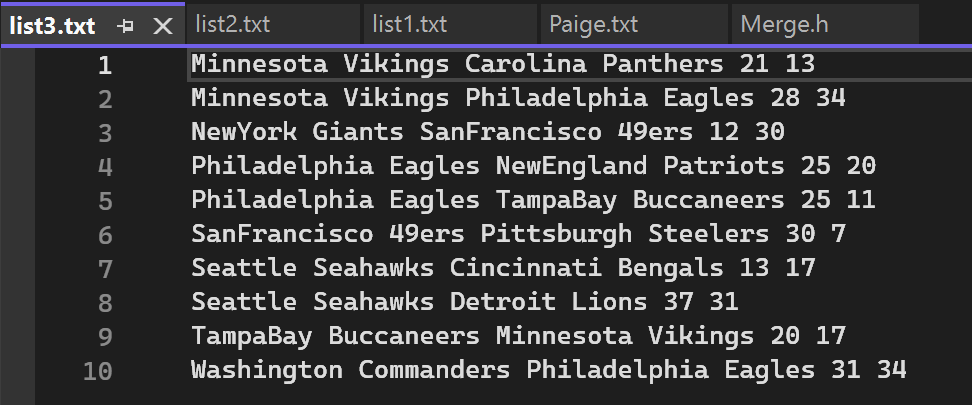 list3.txt list2.txt list1.txt Paige.txt Merge.h
1 Minnesota Vikings Carolina Panthers 21 13
2 Minnesota Vikings Philadelphia Eagles 28 34
3 NewYork Giants SanFrancisco 49ers 12 30
4 Philadelphia Eagles NewEngland Patriots 25 20
5 Philadelphia Eagles TampaBay Buccaneers 25 11
6 SanFrancisco 49ers Pittsburgh Steelers 30 7
7 Seattle Seahawks Cincinnati Bengals 13 17
8 Seattle Seahawks Detroit Lions 37 31
9 TampaBay Buccaneers Minnesota Vikings 20 17
10 Washington Commanders Philadelphia Eagles 31 34